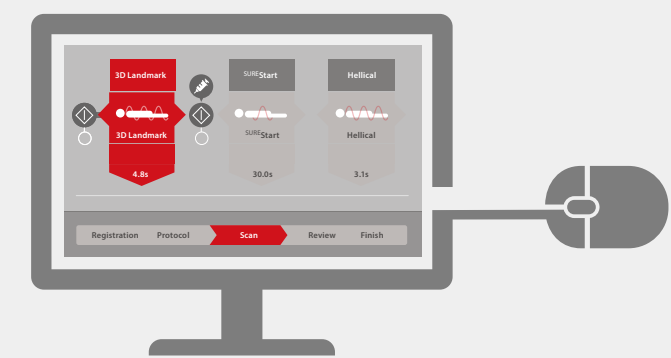 3D Landmark
SUREStart
Hellical
3D Landmark
SUREStart
Hellical
4.8s
30.0s
3.1s
Registration
Protocol
Scan
Review
Finish